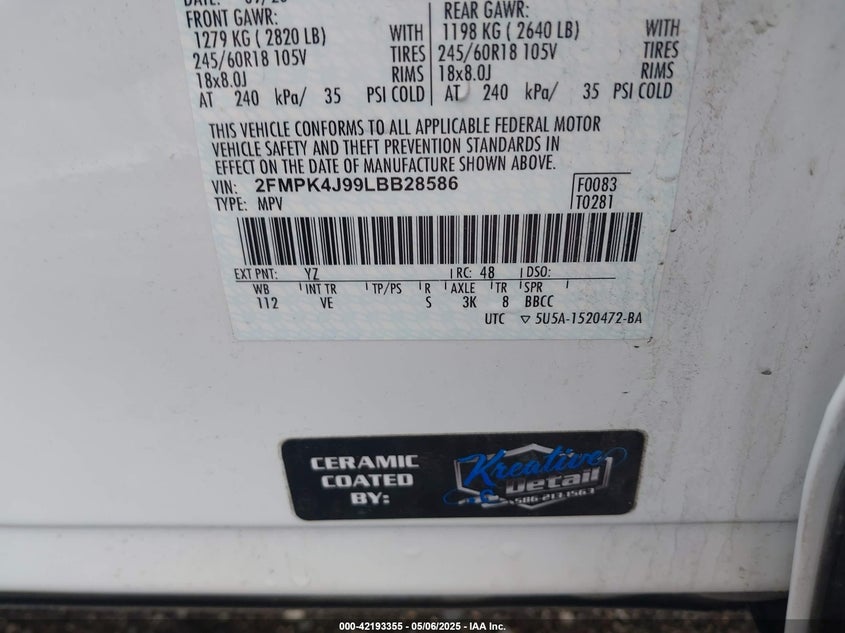 FRONT GAWR:
1279 KG ( 2820 LB) WITH
245/60R18 105V TIRES
18x8.0J RIMS
AT 240 kPa/ 35 PSI COLD
REAR GAWR:
1198 KG ( 2640 LB) WITH
245/60R18 105V TIRES
18x8.0J RIMS
AT 240 kPa/ 35 PSI COLD
THIS VEHICLE CONFORMS TO ALL APPLICABLE FEDERAL MOTOR
VEHICLE SAFETY AND THEFT PREVENTION STANDARDS IN
EFFECT ON THE DATE OF MANUFACTURE SHOWN ABOVE.
VIN: 2FMPK4J99LBB28586 F0083
TYPE: MPV T0281
EXT PNT: YZ RC: 48 DSO:
WB INT TR TP/PS R AXLE TR SPR
112 VE S 3K 8 BBCC
UTC ▽ 5U5A-1520472-BA
CERAMIC
COATED
BY:
Kreative
Detail
586-213-1563
000-42193355 - 05/06/2025 - IAA Inc.